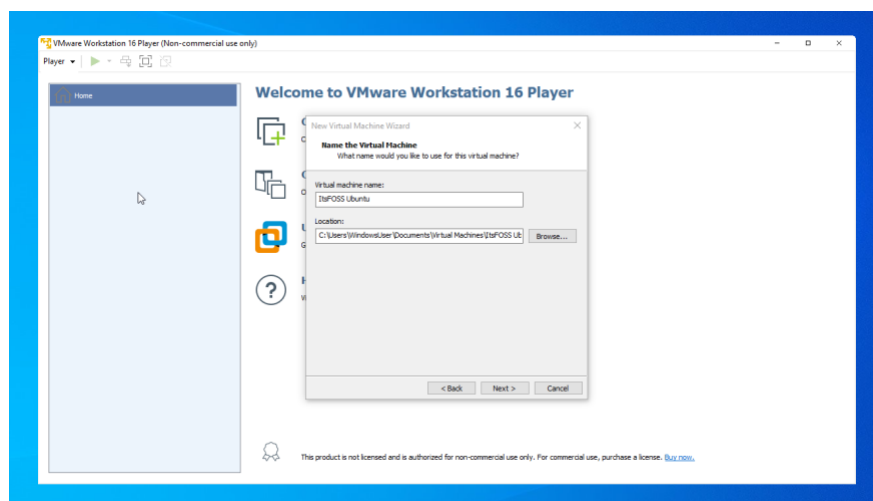 VMware Workstation 16 Player (Non-commercial use only)
Player
Home
Welcome to VMware Workstation 16 Player
New Virtual Machine Wizard
Name the Virtual Machine
What name would you like to use for this virtual machine?
Virtual machine name:
ItsFOSS Ubuntu
Location:
C:\Users\WindowsUser\Documents\Virtual Machines\ItsFOSS Ub
Browse...
< Back
Next >
Cancel
This product is not licensed and is authorized for non-commercial use only. For commercial use, purchase a license. Buy now.